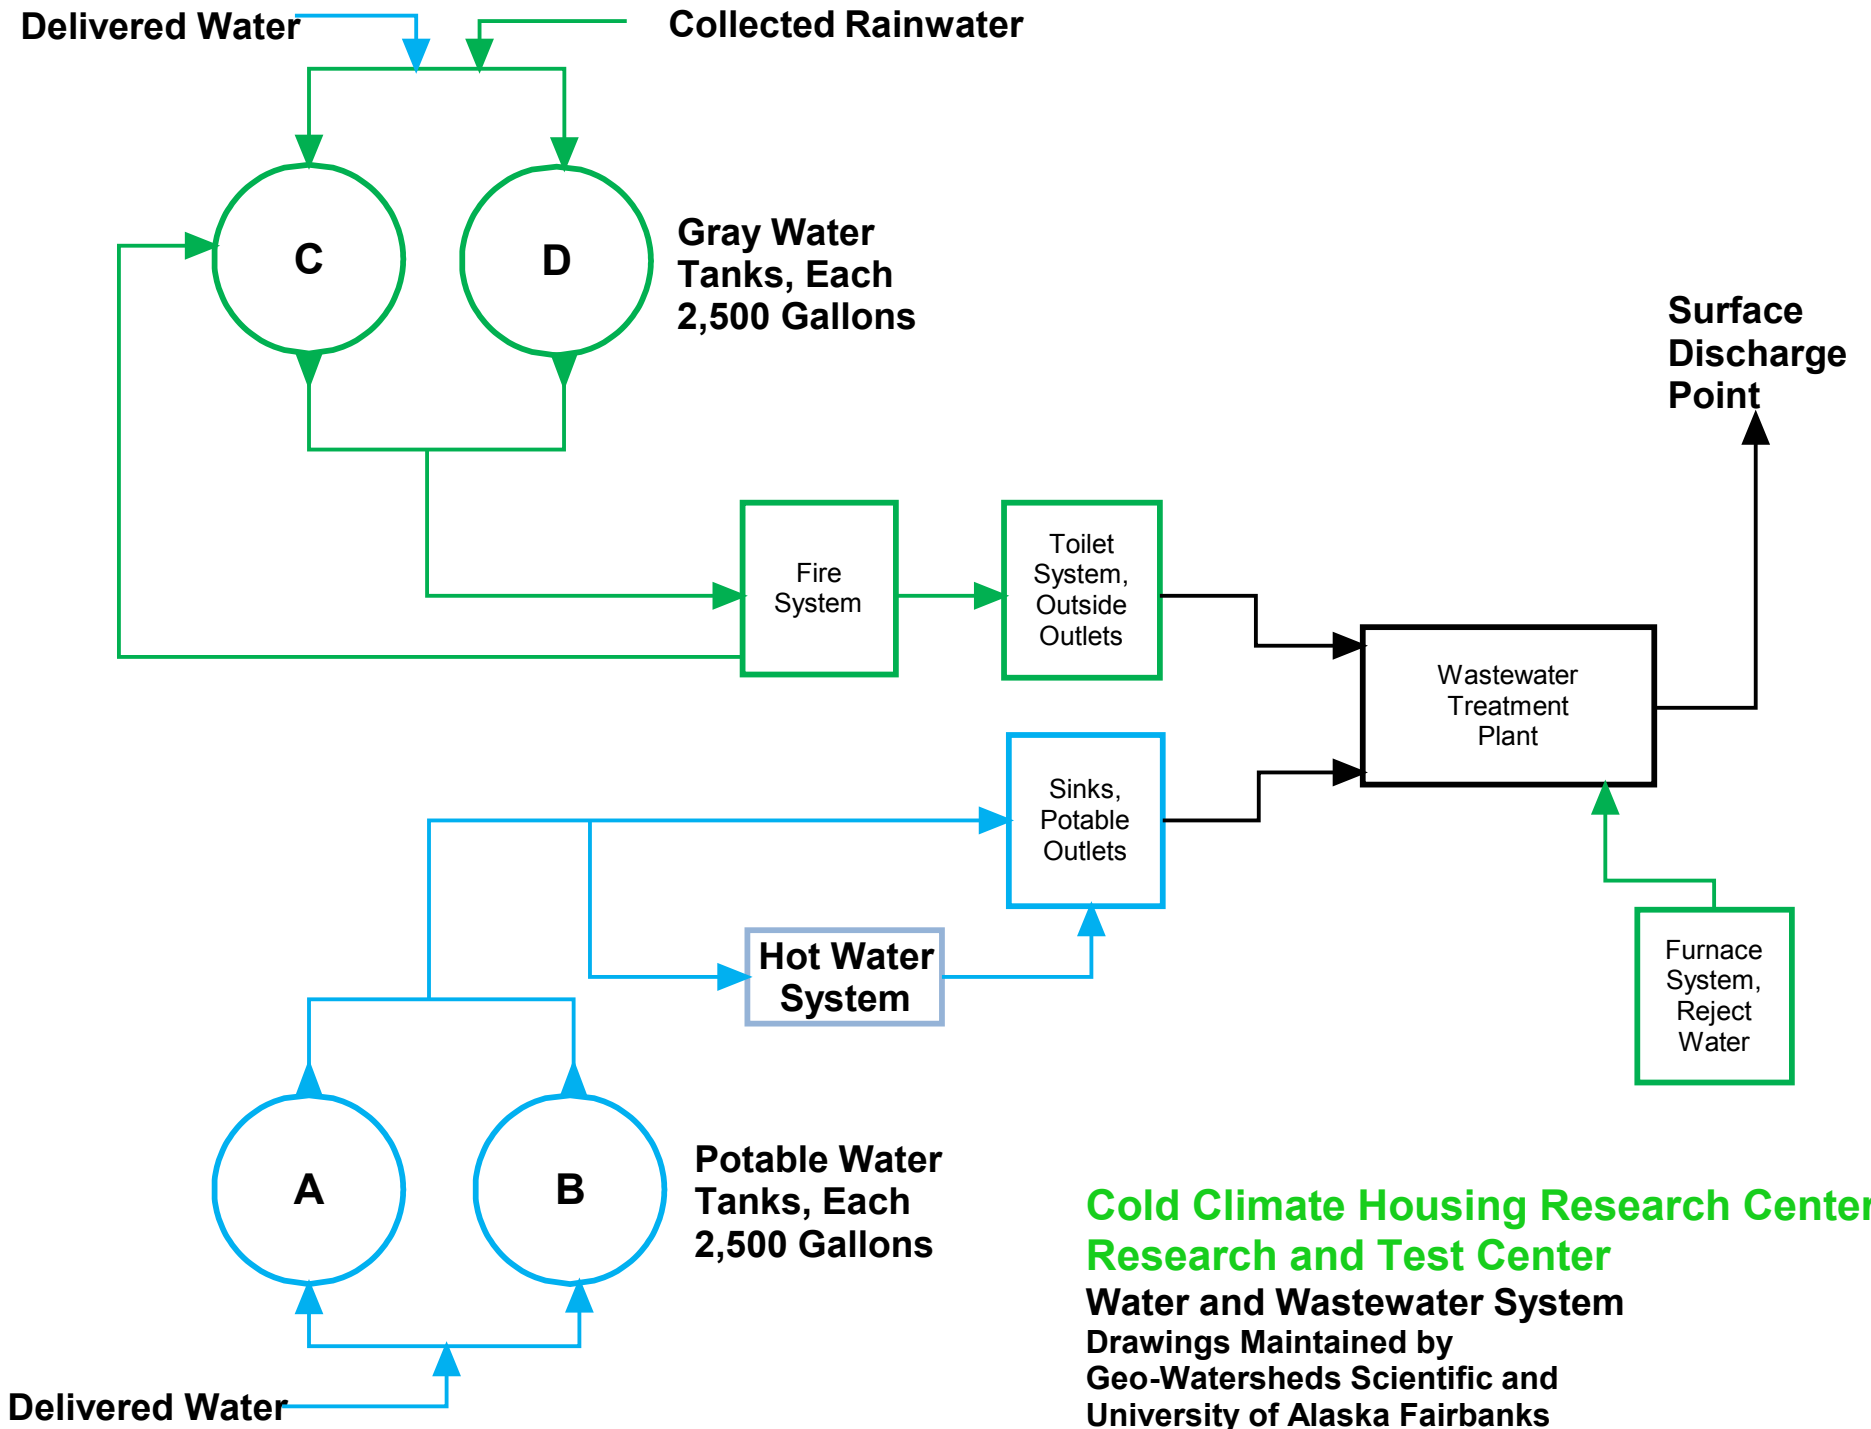 Delivered Water
Collected Rainwater
C
D
Gray Water
Tanks, Each
2,500 Gallons
Surface
Discharge
Point
Fire
System
Toilet
System,
Outside
Outlets
Wastewater
Treatment
Plant
Sinks,
Potable
Outlets
Hot Water
System
Furnace
System,
Reject
Water
A
B
Potable Water
Tanks, Each
2,500 Gallons
Delivered Water
Cold Climate Housing Research Center
Research and Test Center
Water and Wastewater System
Drawings Maintained by
Geo-Watersheds Scientific and
University of Alaska Fairbanks